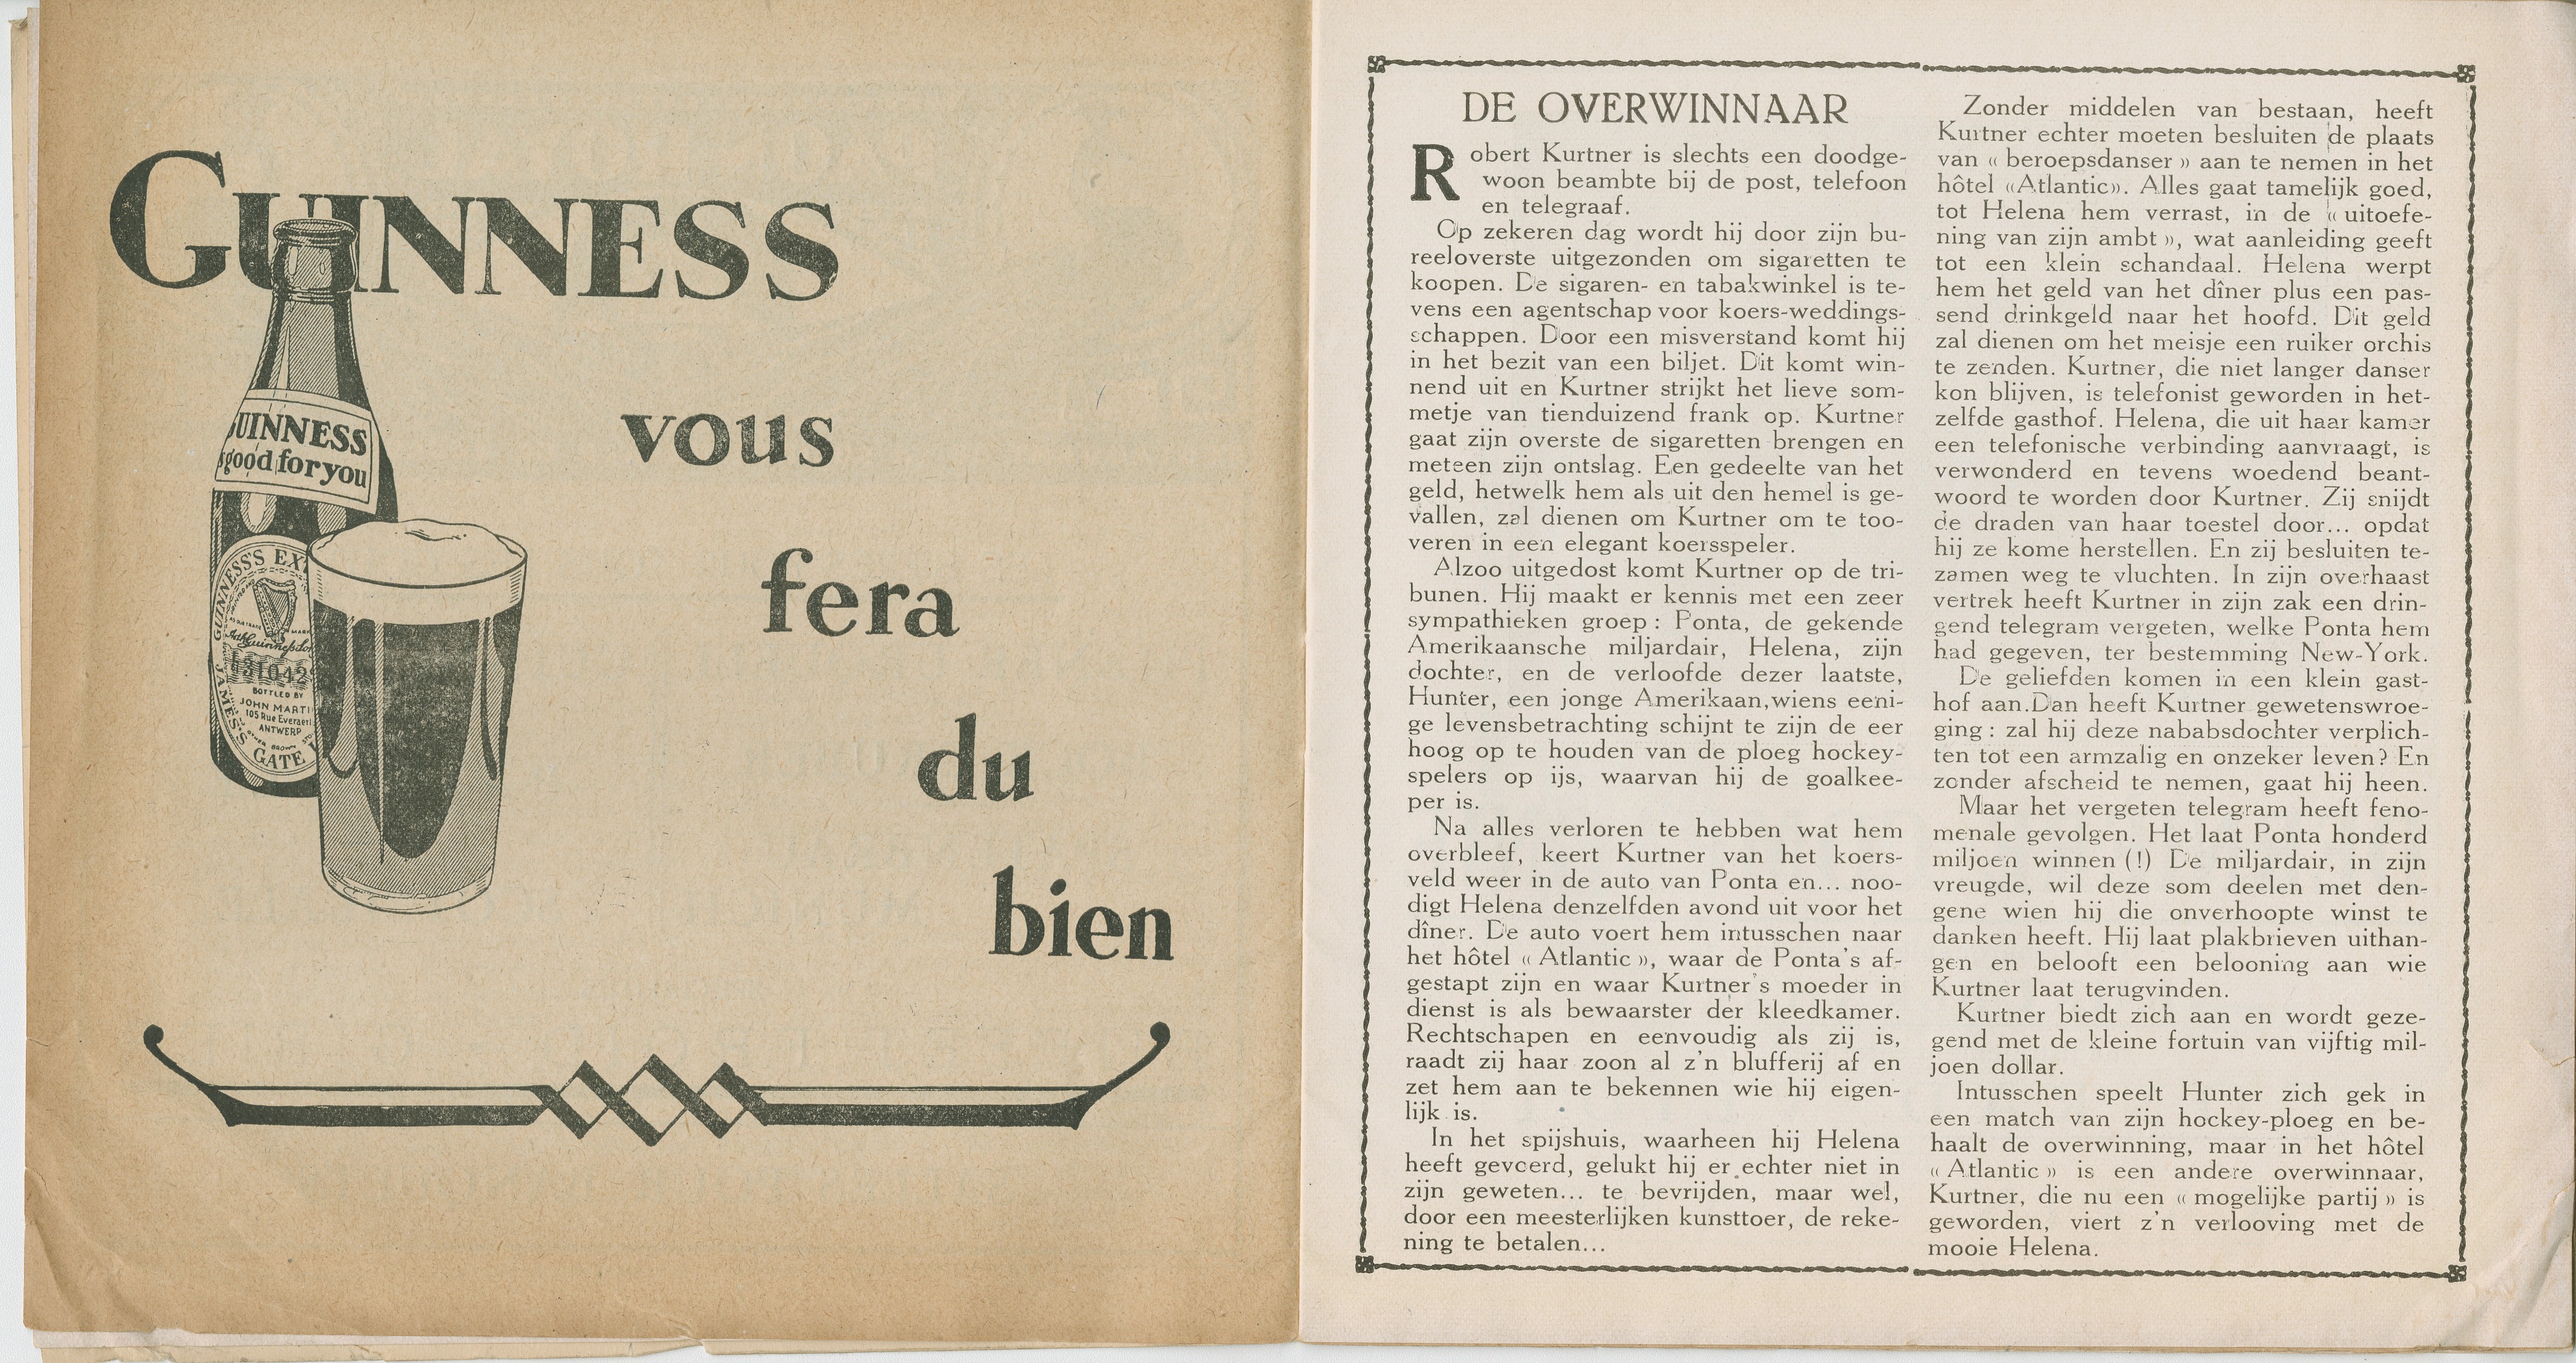 GUINNESS
vous
fera
du
bien
GUINNESS
good for you
GUINNESS'S EX
531042
BOTTLED BY
JOHN MARTI
105 Rue Everaert
ANTWERP
JAMES'S GATE
DE OVERWINNAAR
Robert Kurtner is slechts een doodge-
woon beambte bij de post, telefoon
en telegraaf.
Op zekeren dag wordt hij door zijn bu-
reeloverste uitgezonden om sigaretten te
koopen. De sigaren- en tabakwinkel is te-
vens een agentschap voor koers-weddings-
schappen. Door een misverstand komt hij
in het bezit van een biljet. Dit komt win-
nend uit en Kurtner strijkt het lieve som-
metje van tienduizend frank op. Kurtner
gaat zijn overste de sigaretten brengen en
meteen zijn ontslag. Een gedeelte van het
geld, hetwelk hem als uit den hemel is ge-
vallen, zal dienen om Kurtner om te too-
veren in een elegant koersspeler.
Alzoo uitgedost komt Kurtner op de tri-
bunen. Hij maakt er kennis met een zeer
sympathieken groep : Ponta, de gekende
Amerikaansche miljardair, Helena, zijn
dochter, en de verloofde dezer laatste,
Hunter, een jonge Amerikaan,wiens eeni-
ge levensbetrachting schijnt te zijn de eer
hoog op te houden van de ploeg hockey-
spelers op ijs, waarvan hij de goalkee-
per is.
Na alles verloren te hebben wat hem
overbleef, keert Kurtner van het koers-
veld weer in de auto van Ponta en... noo-
digt Helena denzelfden avond uit voor het
dîner. De auto voert hem intusschen naar
het hôtel « Atlantic », waar de Ponta's af-
gestapt zijn en waar Kurtner's moeder in
dienst is als bewaarster der kleedkamer.
Rechtschapen en eenvoudig als zij is,
raadt zij haar zoon al z'n blufferij af en
zet hem aan te bekennen wie hij eigen-
lijk is.
In het spijshuis, waarheen hij Helena
heeft gevoerd, gelukt hij er echter niet in
zijn geweten... te bevrijden, maar wel,
door een meesterlijken kunsttoer, de reke-
ning te betalen...
Zonder middelen van bestaan, heeft
Kurtner echter moeten besluiten de plaats
van « beroepsdanser » aan te nemen in het
hôtel «Atlantic». Alles gaat tamelijk goed,
tot Helena hem verrast, in de « uitoefe-
ning van zijn ambt », wat aanleiding geeft
tot een klein schandaal. Helena werpt
hem het geld van het dîner plus een pas-
send drinkgeld naar het hoofd. Dit geld
zal dienen om het meisje een ruiker orchis
te zenden. Kurtner, die niet langer danser
kon blijven, is telefonist geworden in het-
zelfde gasthof. Helena, die uit haar kamer
een telefonische verbinding aanvraagt, is
verwonderd en tevens woedend beant-
woord te worden door Kurtner. Zij snijdt
de draden van haar toestel door... opdat
hij ze kome herstellen. En zij besluiten te-
zamen weg te vluchten. In zijn overhaast
vertrek heeft Kurtner in zijn zak een drin-
gend telegram vergeten, welke Ponta hem
had gegeven, ter bestemming New-York.
De geliefden komen in een klein gast-
hof aan.Dan heeft Kurtner gewetenswroe-
ging : zal hij deze nababsdochter verplich-
ten tot een armzalig en onzeker leven? En
zonder afscheid te nemen, gaat hij heen.
Maar het vergeten telegram heeft feno-
menale gevolgen. Het laat Ponta honderd
miljoen winnen (!) De miljardair, in zijn
vreugde, wil deze som deelen met den-
gene wien hij die onverhoopte winst te
danken heeft. Hij laat plakbrieven uithan-
gen en belooft een belooning aan wie
Kurtner laat terugvinden.
Kurtner biedt zich aan en wordt geze-
gend met de kleine fortuin van vijftig mil-
joen dollar.
Intusschen speelt Hunter zich gek in
een match van zijn hockey-ploeg en be-
haalt de overwinning, maar in het hôtel
« Atlantic » is een andere overwinnaar,
Kurtner, die nu een « mogelijke partij » is
geworden, viert z'n verlooving met de
mooie Helena.